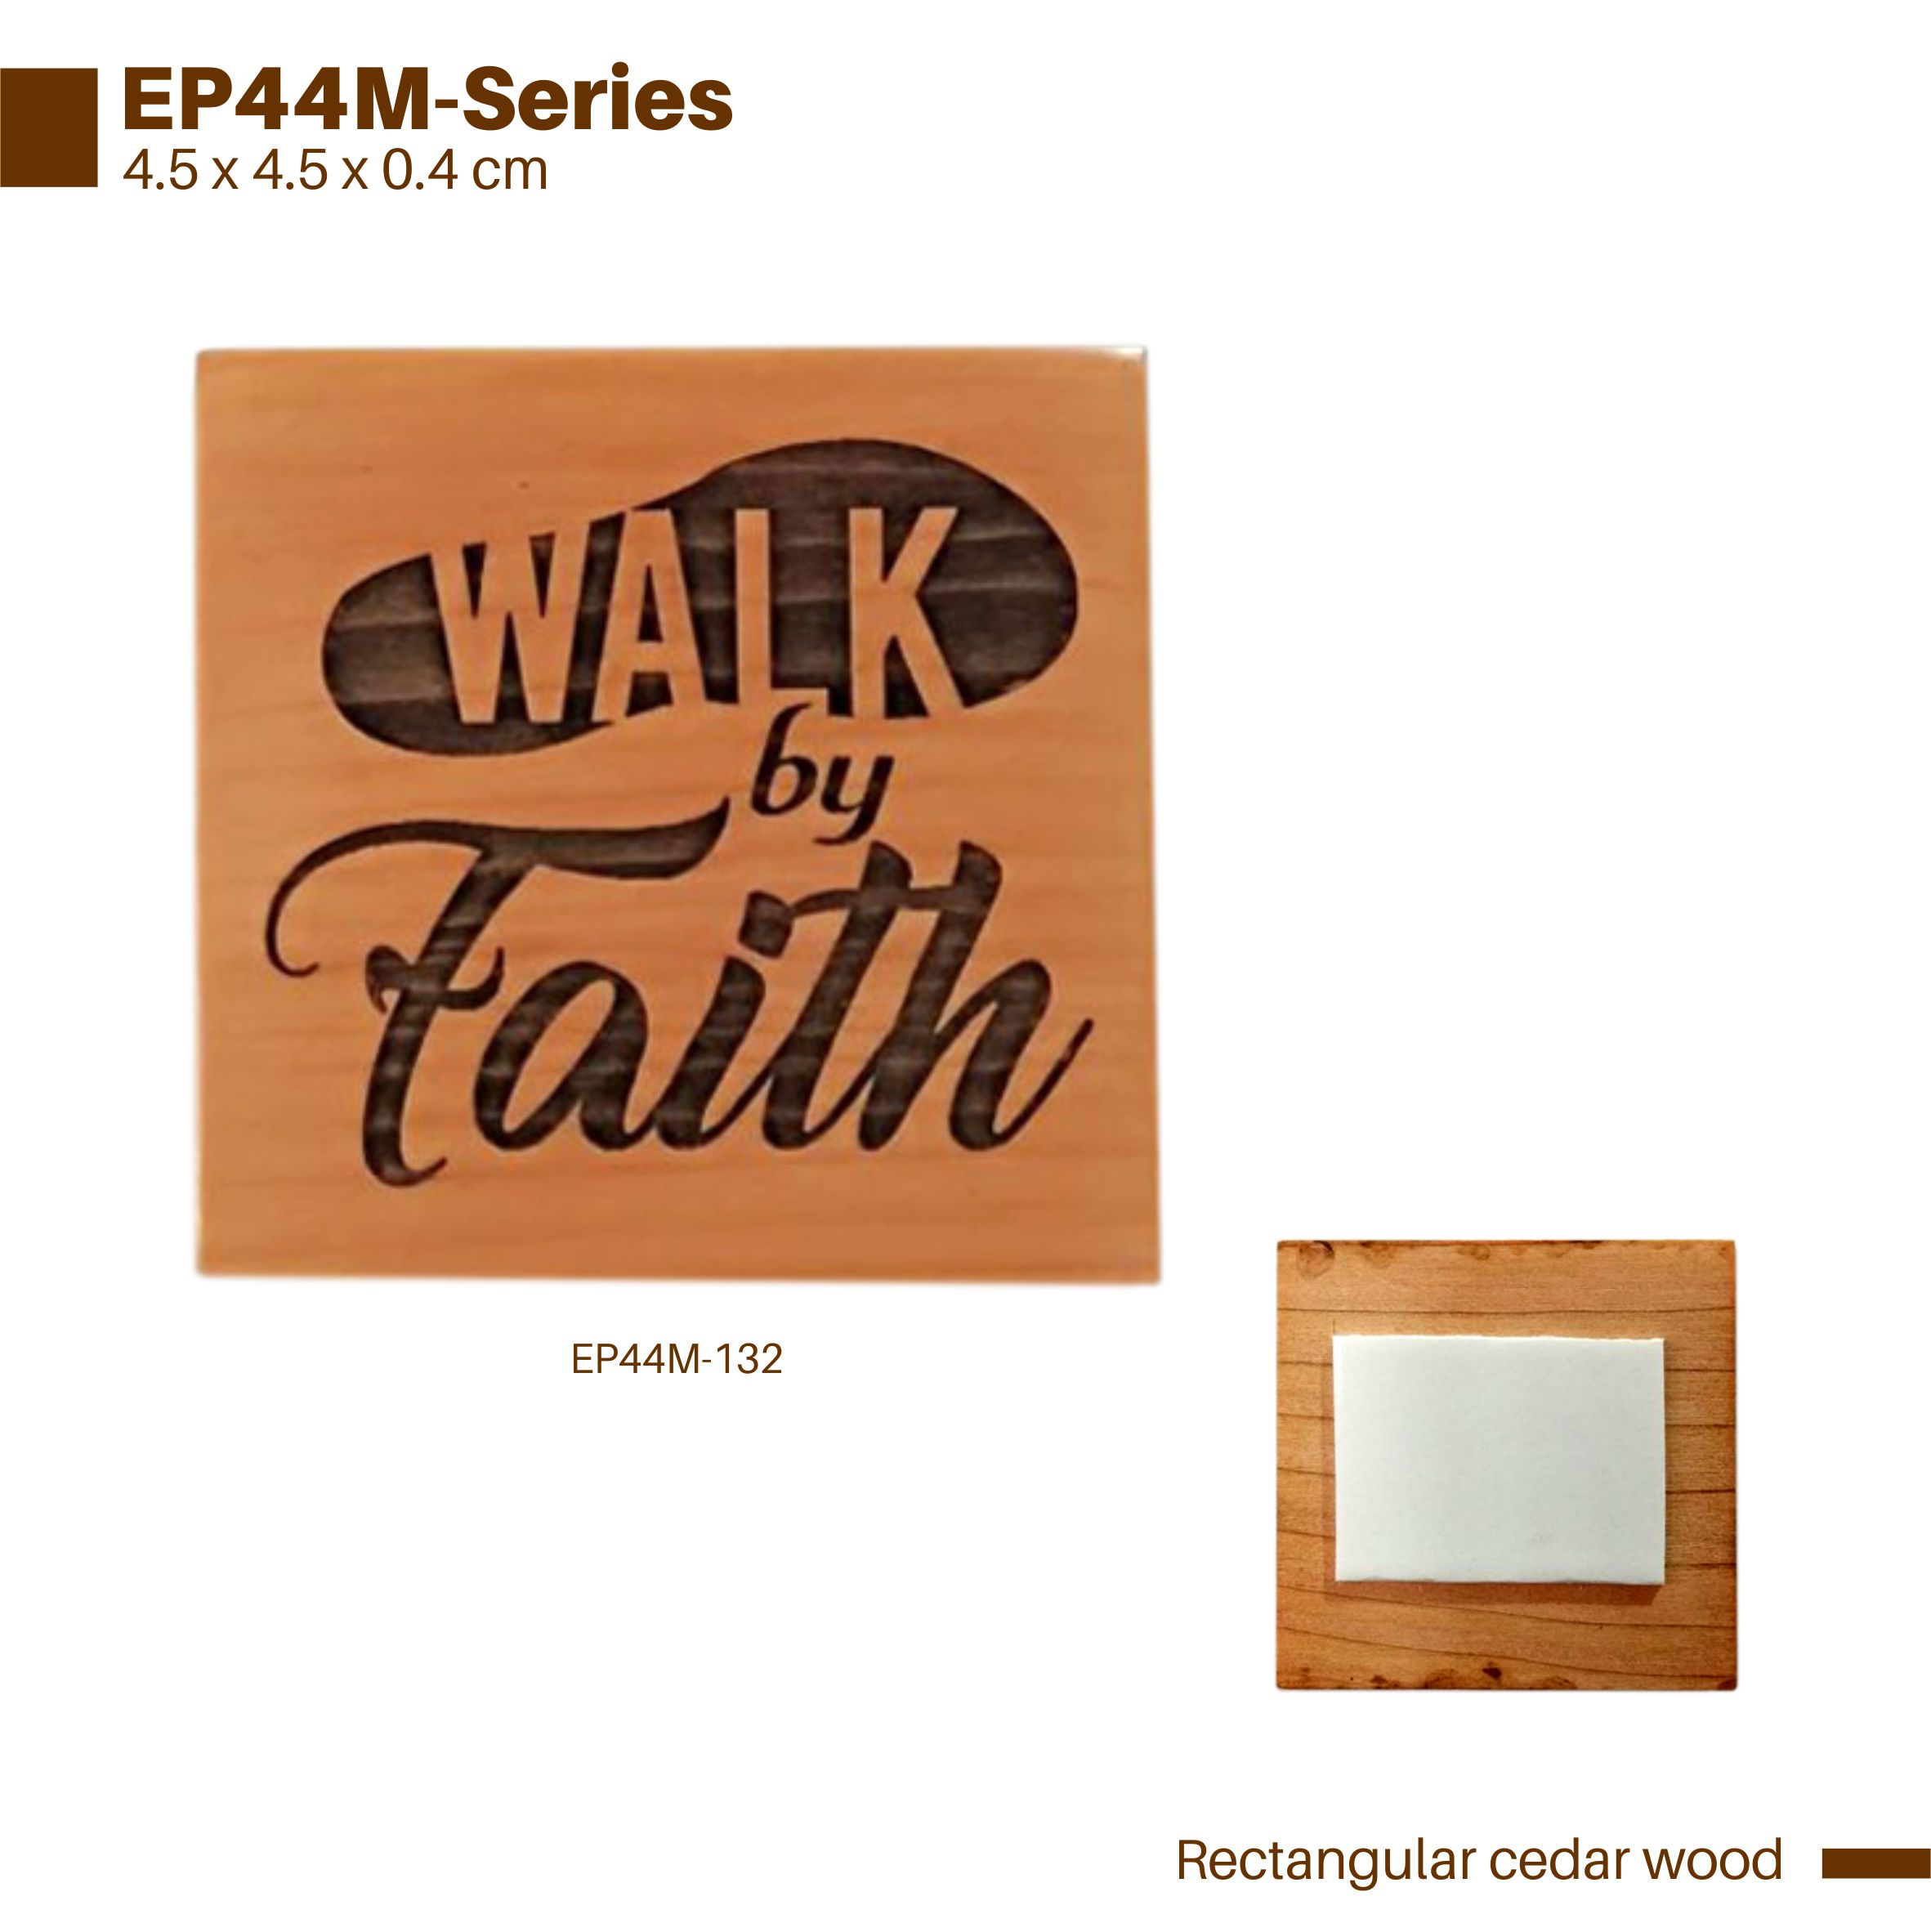 EP44M-Series
4.5 x 4.5 x 0.4 cm
WALK
by
Faith
EP44M-132
Rectangular cedar wood